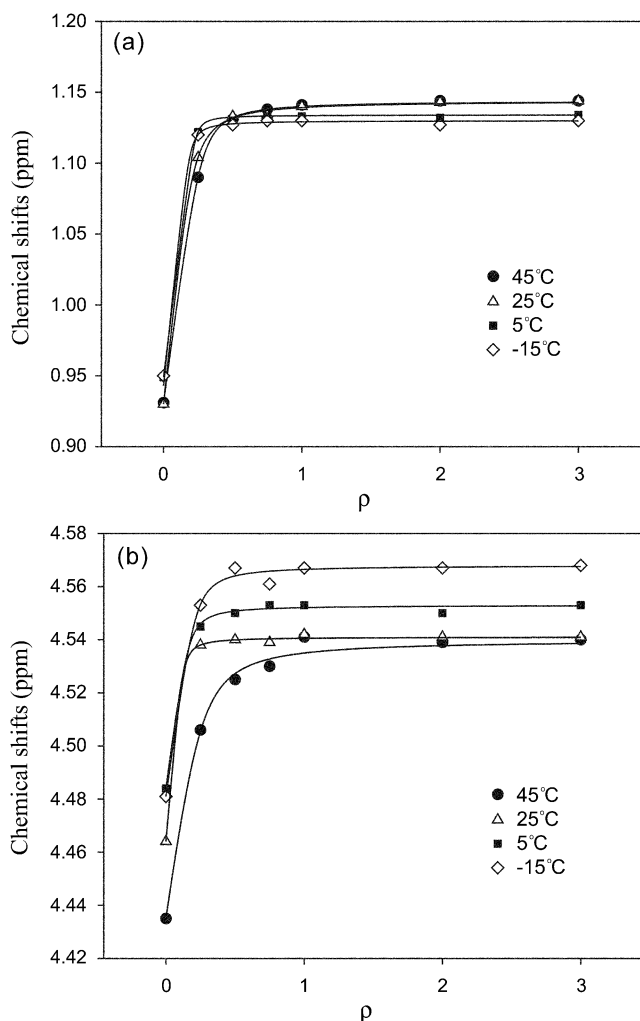 (a)
1.20
1.15
1.10
1.05
1.00
0.95
0.90
Chemical shifts (ppm)
45°C
25°C
5°C
-15°C
0
1
2
3
ρ
(b)
4.58
4.56
4.54
4.52
4.50
4.48
4.46
4.44
4.42
Chemical shifts (ppm)
45°C
25°C
5°C
-15°C
0
1
2
3
ρ